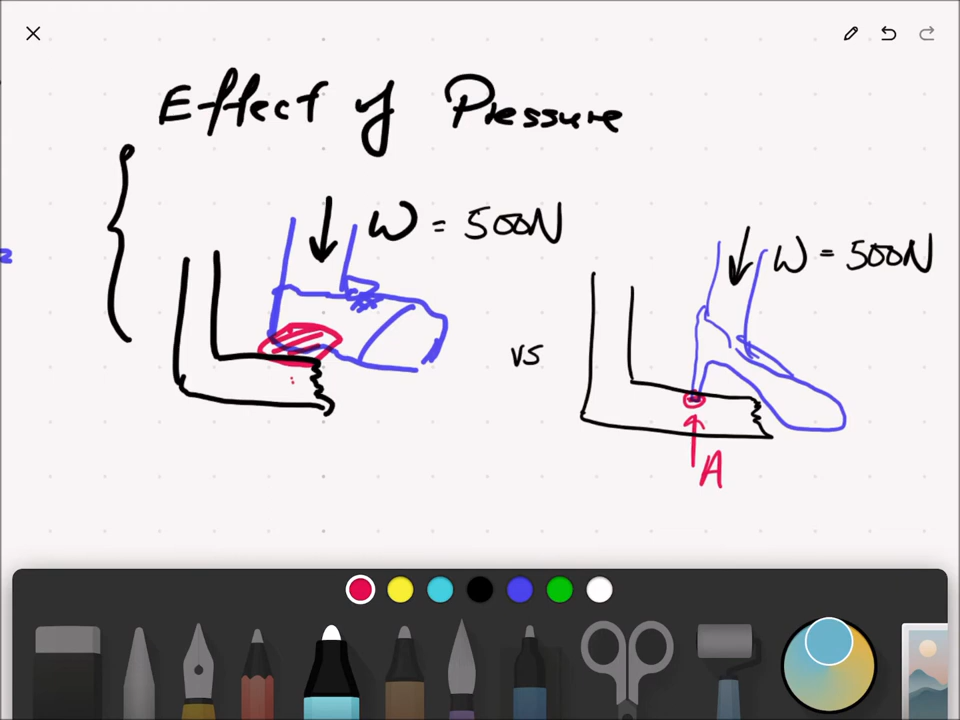 Effect of Pressure
W = 500N
W = 500N
vs
A